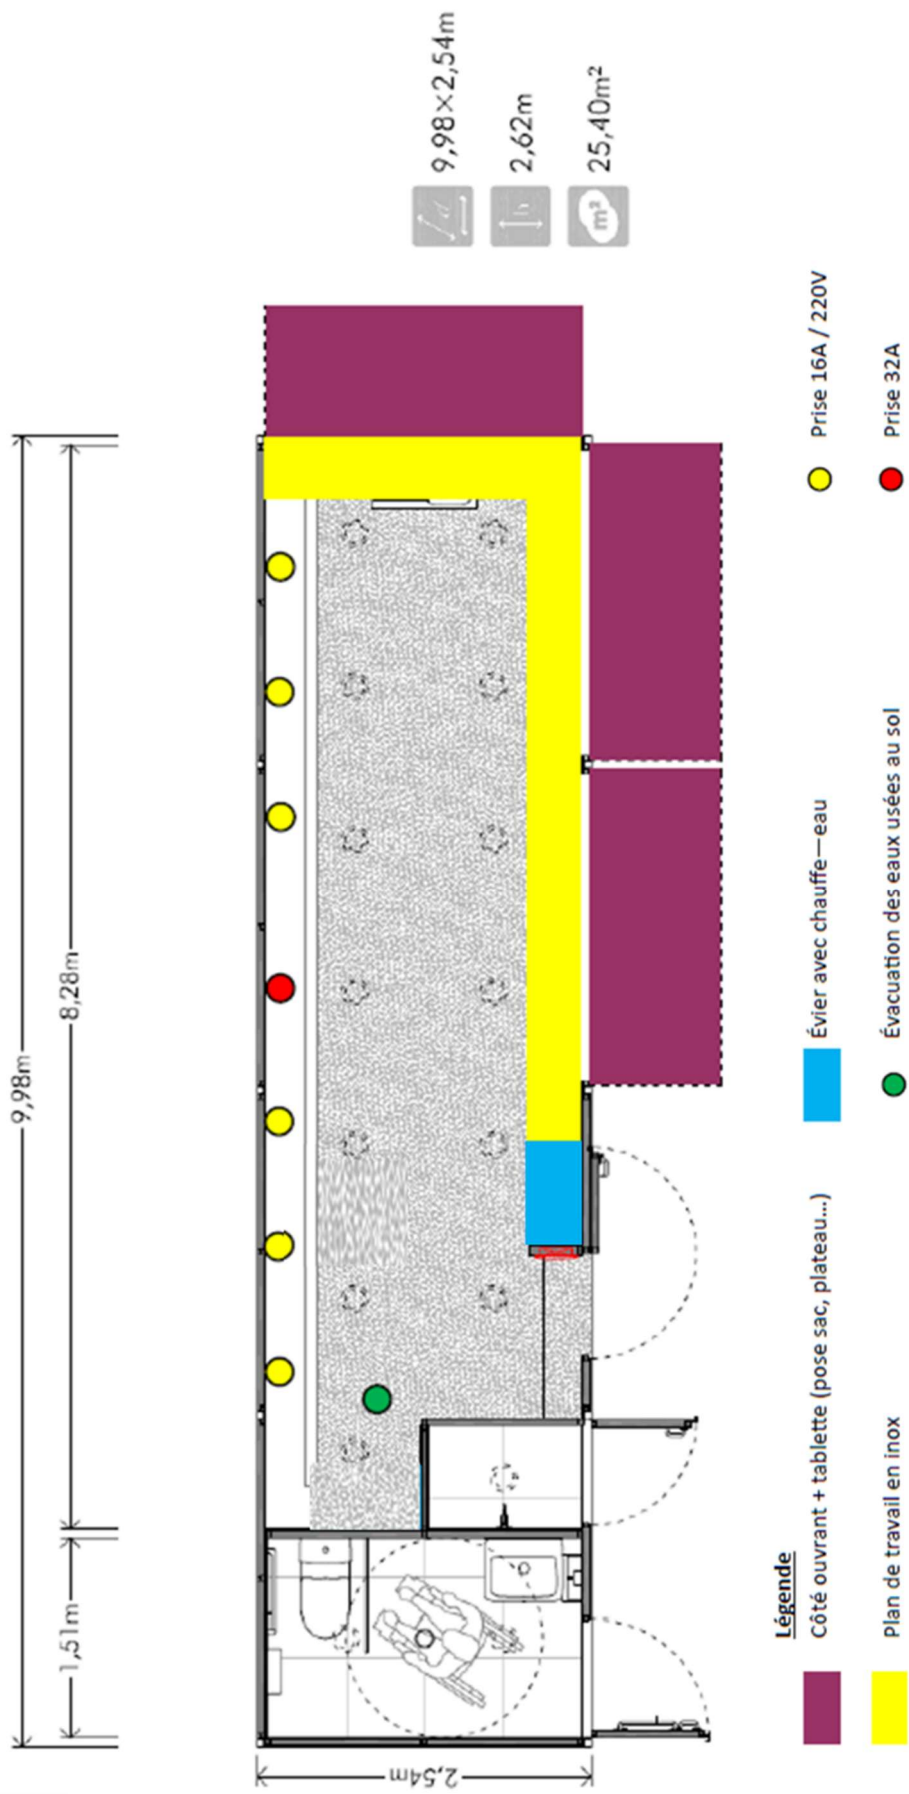 9,98m
1,51m
8,28m
2,54m
9,98×2,54m
h
2,62m
m²
25,40m²
Légende
Côté ouvrant + tablette (pose sac, plateau...)
Évier avec chauffe—eau
Prise 16A / 220V
Plan de travail en inox
Évacuation des eaux usées au sol
Prise 32A